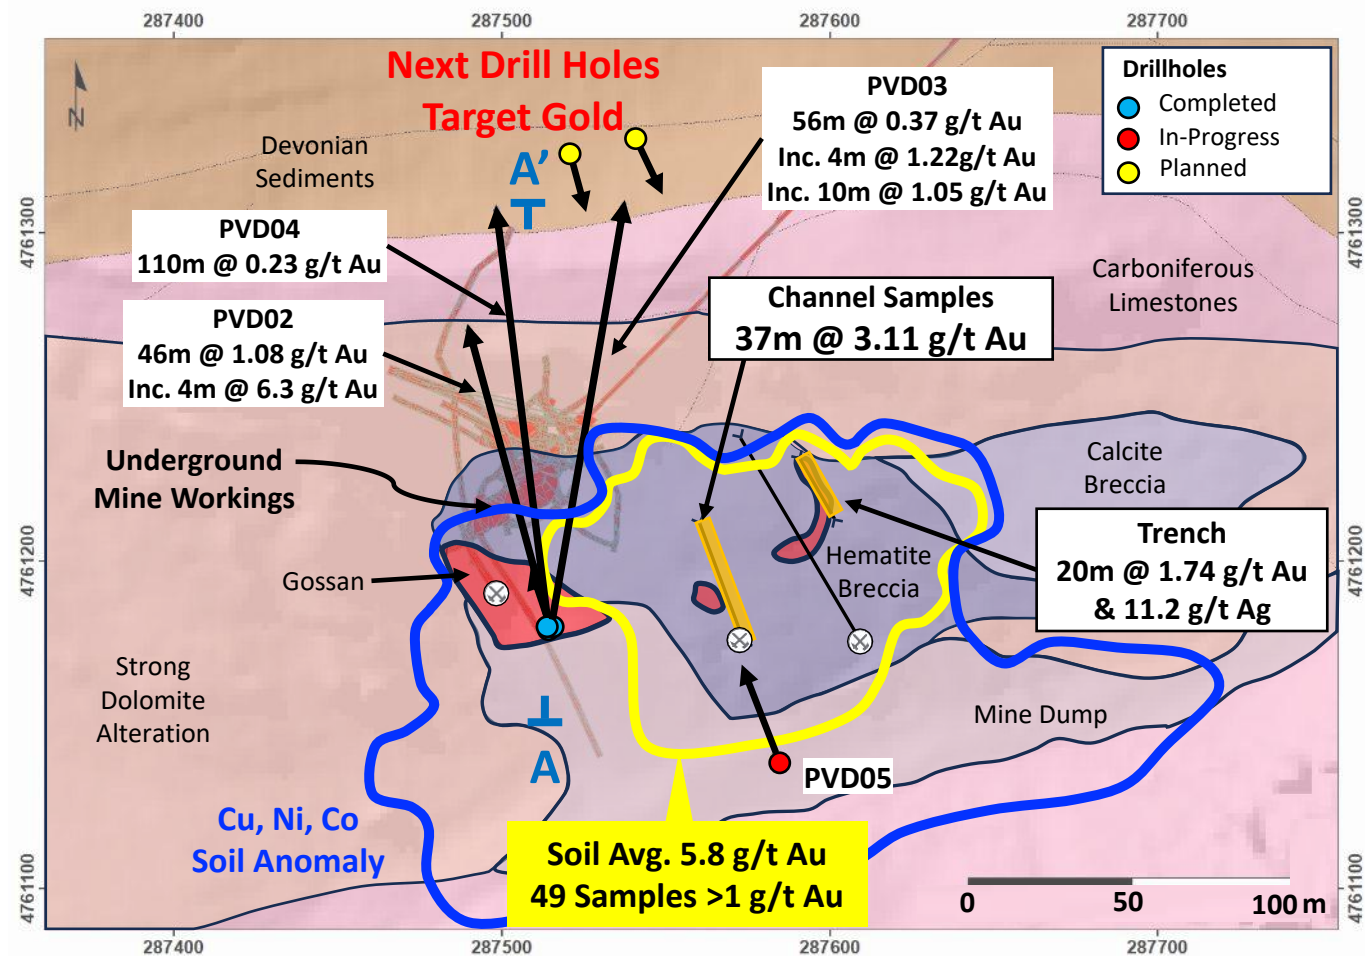 287400
287500
287600
287700
Next Drill Holes
Target Gold
Drillholes
Completed
In-Progress
Planned
N
Devonian
Sediments
A’
PVD03
56m @ 0.37 g/t Au
Inc. 4m @ 1.22g/t Au
Inc. 10m @ 1.05 g/t Au
4761300
4761300
PVD04
110m @ 0.23 g/t Au
Carboniferous
Limestones
PVD02
46m @ 1.08 g/t Au
Inc. 4m @ 6.3 g/t Au
Channel Samples
37m @ 3.11 g/t Au
Underground
Mine Workings
Calcite
Breccia
4761200
4761200
Gossan
Hematite
Breccia
Trench
20m @ 1.74 g/t Au
& 11.2 g/t Ag
Strong
Dolomite
Alteration
Mine Dump
A
PVD05
Cu, Ni, Co
Soil Anomaly
Soil Avg. 5.8 g/t Au
49 Samples >1 g/t Au
4761100
4761100
0
50
100 m
287400
287500
287600
287700